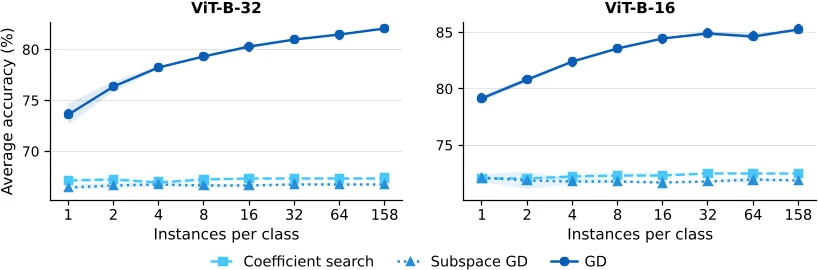 ViT-B-32
ViT-B-16
Average accuracy (%)
80
75
70
1 2 4 8 16 32 64 158
Instances per class
85
80
75
1 2 4 8 16 32 64 158
Instances per class
Coefficient search Subspace GD GD